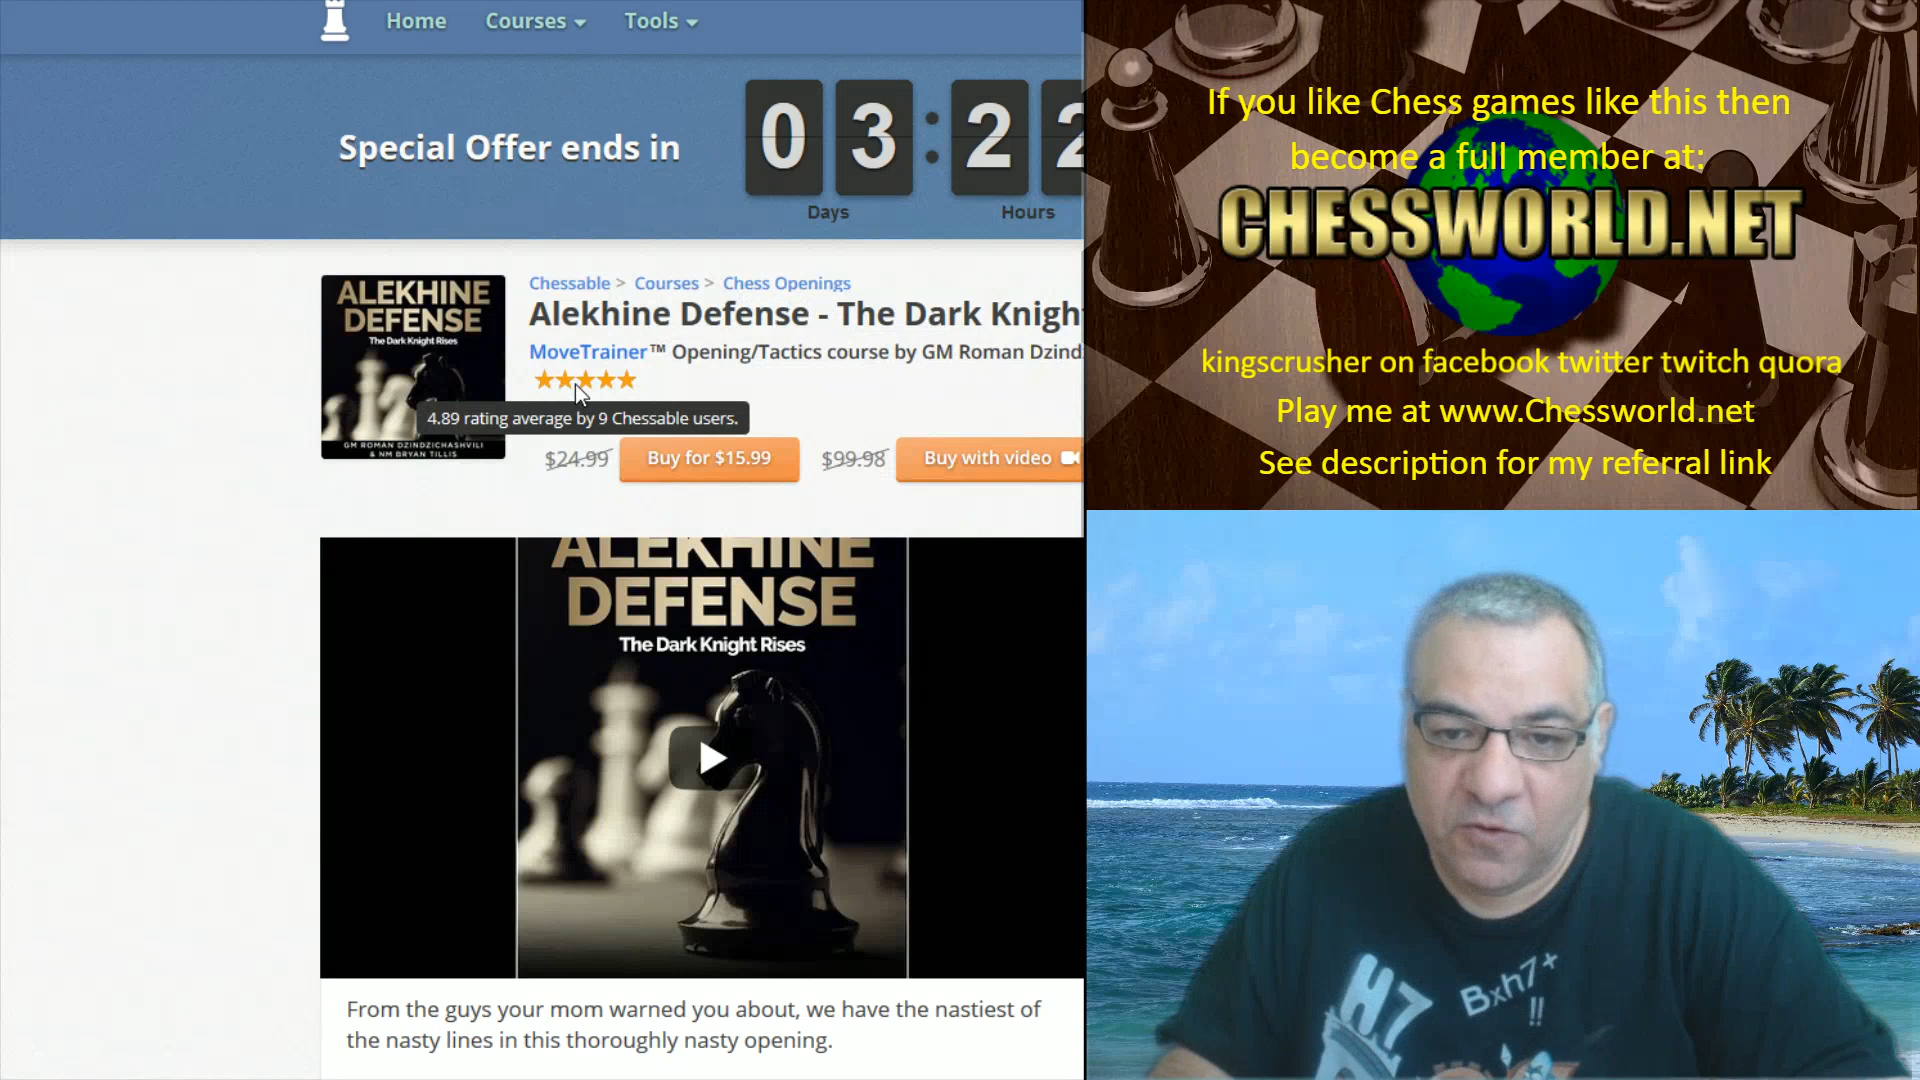 Home Courses Tools
Special Offer ends in
03:22
Days Hours
ALEKHINE
DEFENSE
The Dark Knight Rises
GM ROMAN DZINDZICHASHVILI
& NM BRYAN TILLIS
Chessable > Courses > Chess Openings
Alekhine Defense - The Dark Knigh
MoveTrainer™ Opening/Tactics course by GM Roman Dzind
4.89 rating average by 9 Chessable users.
$24.99 Buy for $15.99 $99.98 Buy with video
ALEKHINE
DEFENSE
The Dark Knight Rises
From the guys your mom warned you about, we have the nastiest of
the nasty lines in this thoroughly nasty opening.
If you like Chess games like this then
become a full member at:
CHESSWORLD.NET
kingscrusher on facebook twitter twitch quora
Play me at www.Chessworld.net
See description for my referral link
H7
Bxh7+
!!